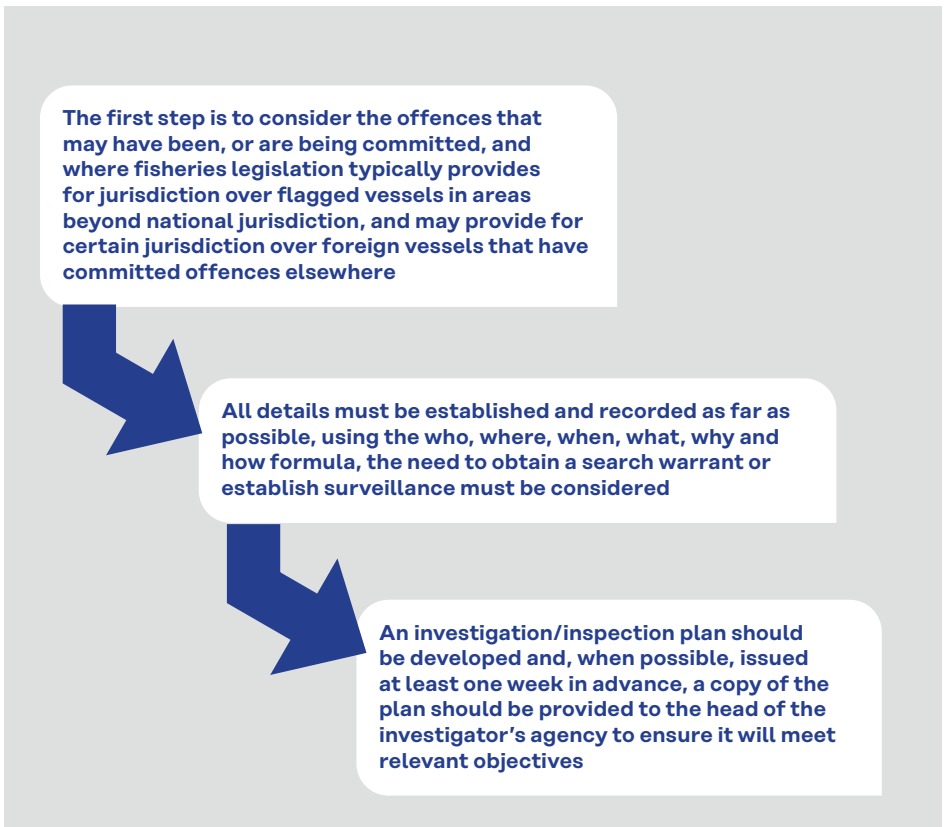 The first step is to consider the offences that
may have been, or are being committed, and
where fisheries legislation typically provides
for jurisdiction over flagged vessels in areas
beyond national jurisdiction, and may provide for
certain jurisdiction over foreign vessels that have
committed offences elsewhere
All details must be established and recorded as far as
possible, using the who, where, when, what, why and
how formula, the need to obtain a search warrant or
establish surveillance must be considered
An investigation/inspection plan should
be developed and, when possible, issued
at least one week in advance, a copy of the
plan should be provided to the head of the
investigator's agency to ensure it will meet
relevant objectives